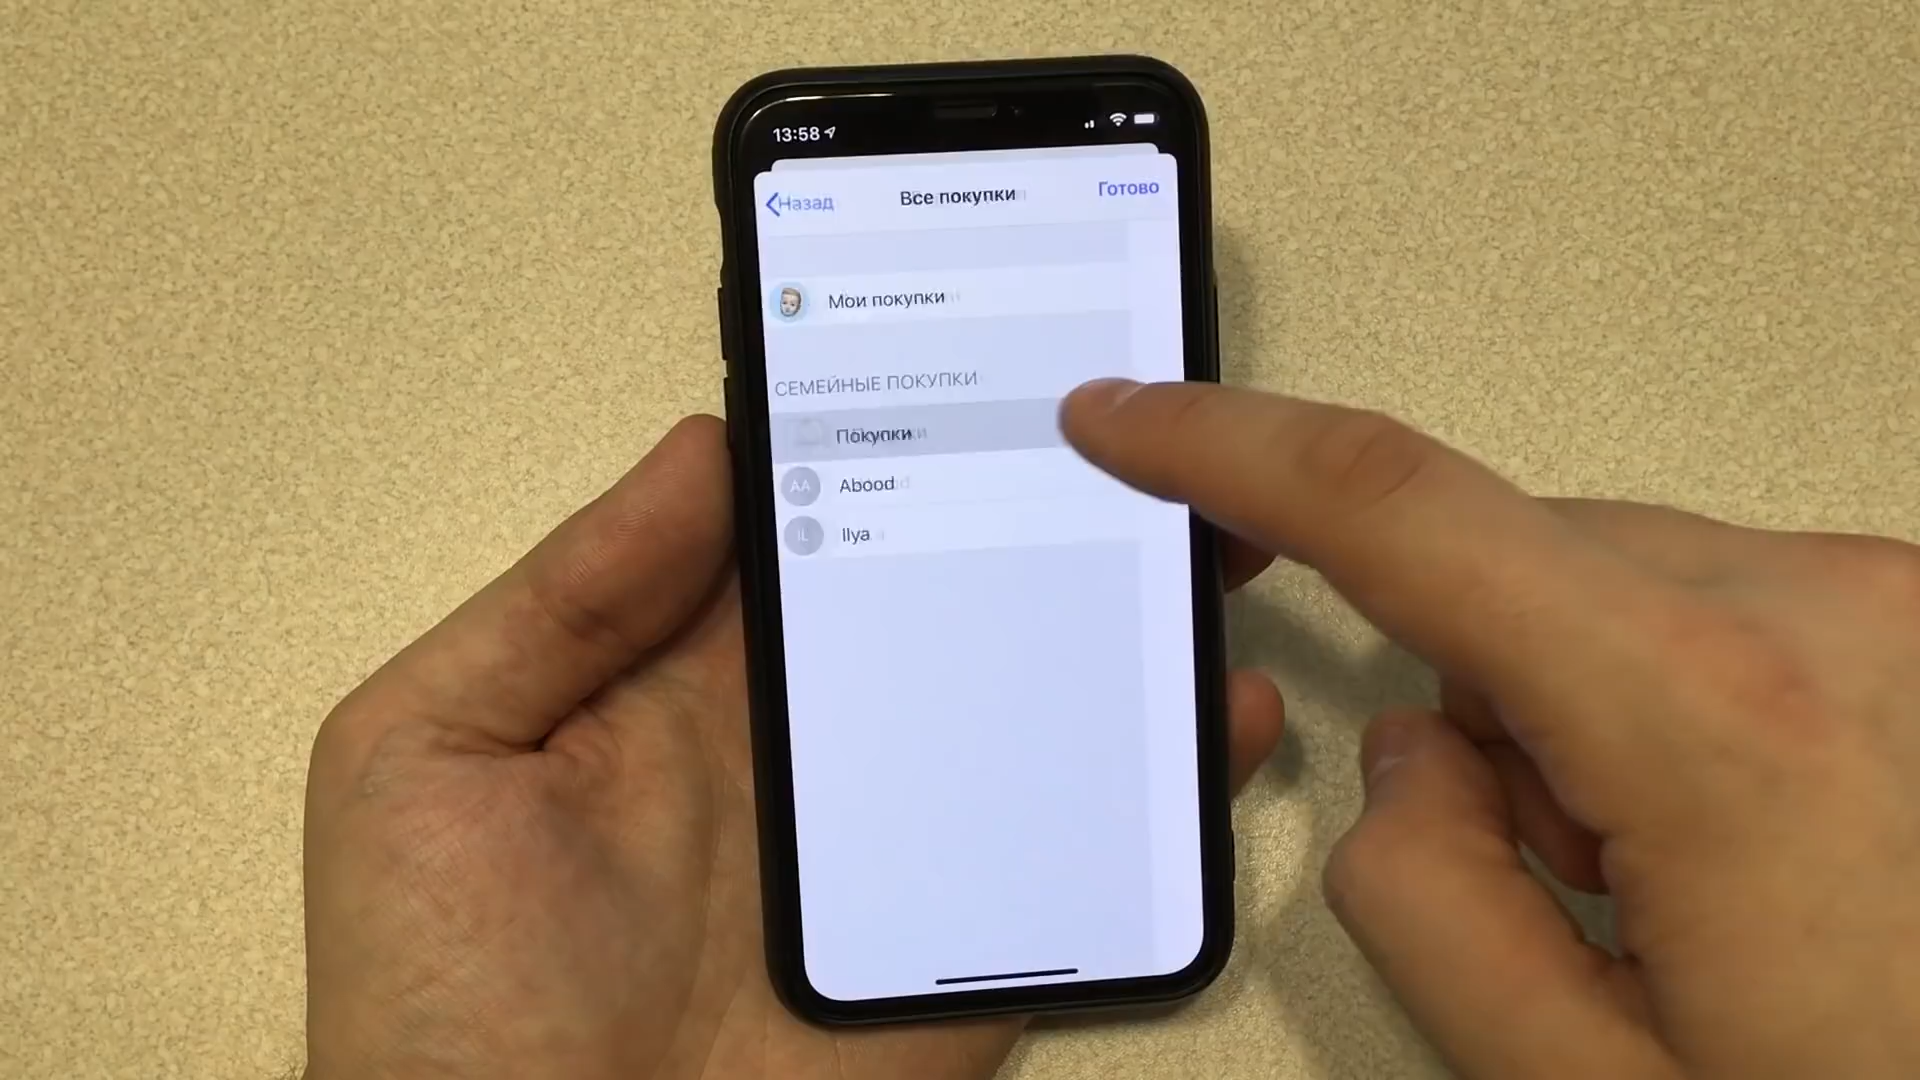 13:58
Назад
Все покупки
Готово
Мои покупки
СЕМЕЙНЫЕ ПОКУПКИ
Покупки
AA
Abood
IL
Ilya